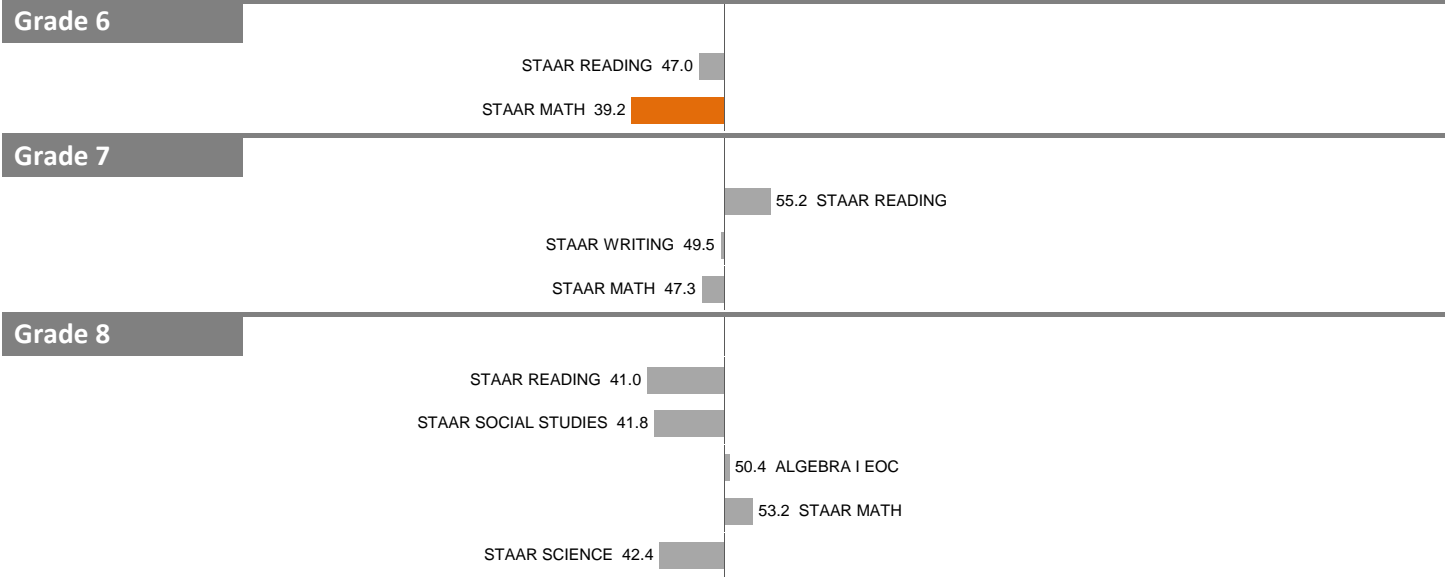 Grade 6
STAAR READING 47.0
STAAR MATH 39.2
Grade 7
55.2 STAAR READING
STAAR WRITING 49.5
STAAR MATH 47.3
Grade 8
STAAR READING 41.0
STAAR SOCIAL STUDIES 41.8
50.4 ALGEBRA I EOC
53.2 STAAR MATH
STAAR SCIENCE 42.4